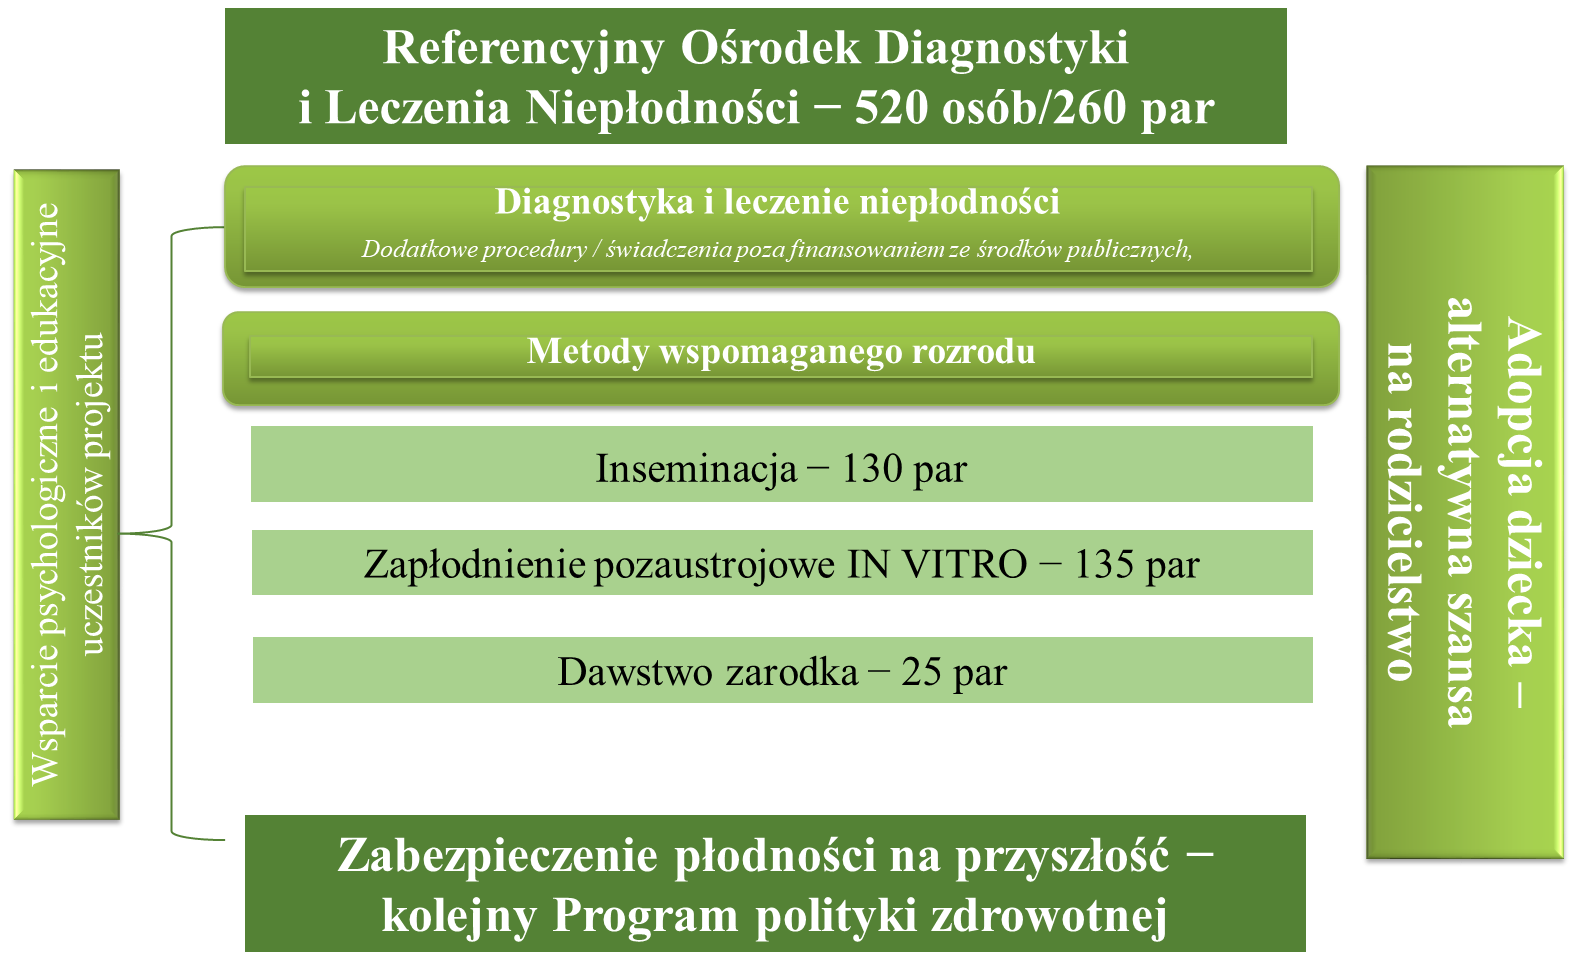 Referencyjny Ośrodek Diagnostyki
i Leczenia Niepłodności − 520 osób/260 par
Wsparcie psychologiczne i edukacyjne
uczestników projektu
Diagnostyka i leczenie niepłodności
Dodatkowe procedury / świadczenia poza finansowaniem ze środków publicznych,
Metody wspomaganego rozrodu
Inseminacja − 130 par
Zapłodnienie pozaustrojowe IN VITRO − 135 par
Dawstwo zarodka − 25 par
Adopcja dziecka –
alternatywna szansa
na rodzicielstwo
Zabezpieczenie płodności na przyszłość −
kolejny Program polityki zdrowotnej